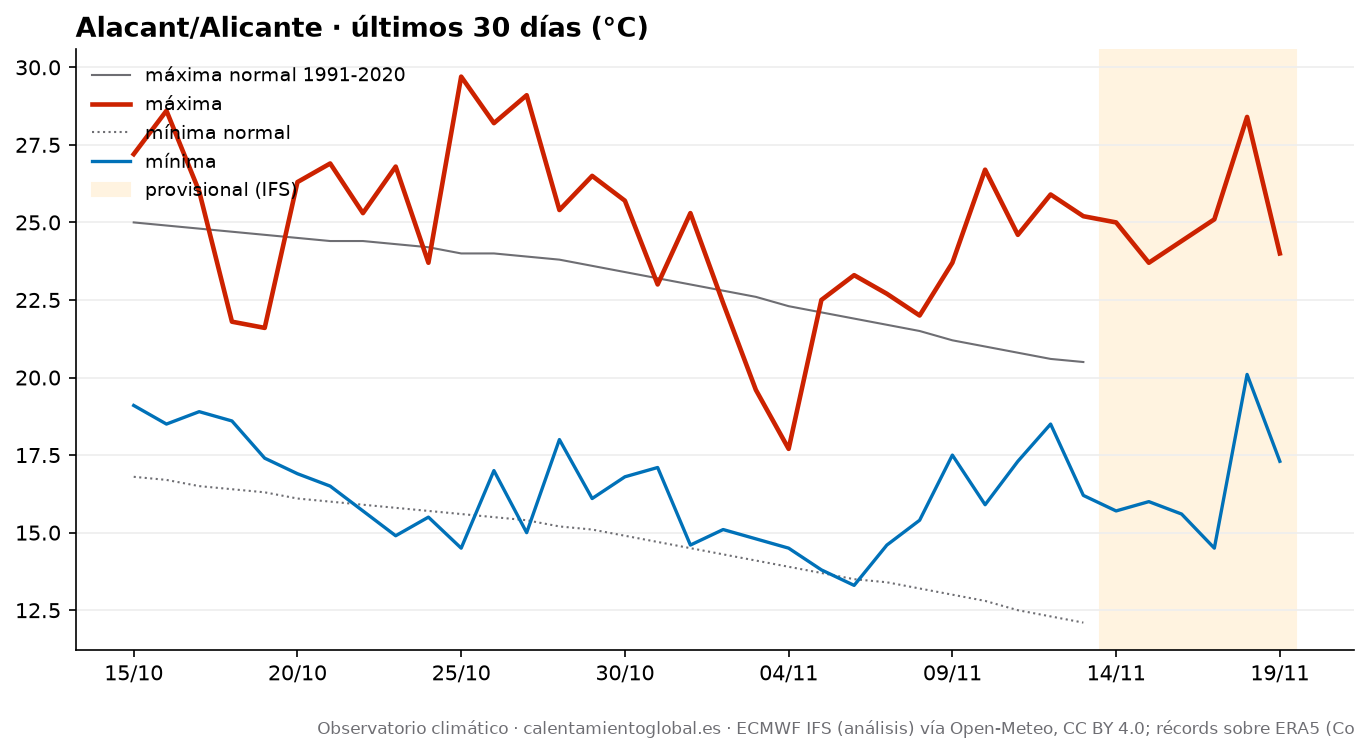 Alacant/Alicante · últimos 30 días (°C)
máxima normal 1991-2020
máxima
mínima normal
mínima
provisional (IFS)
30.0
27.5
25.0
22.5
20.0
17.5
15.0
12.5
15/10 20/10 25/10 30/10 04/11 09/11 14/11 19/11
Observatorio climático · calentamientoglobal.es · ECMWF IFS (análisis) vía Open-Meteo, CC BY 4.0; récords sobre ERA5 (Co